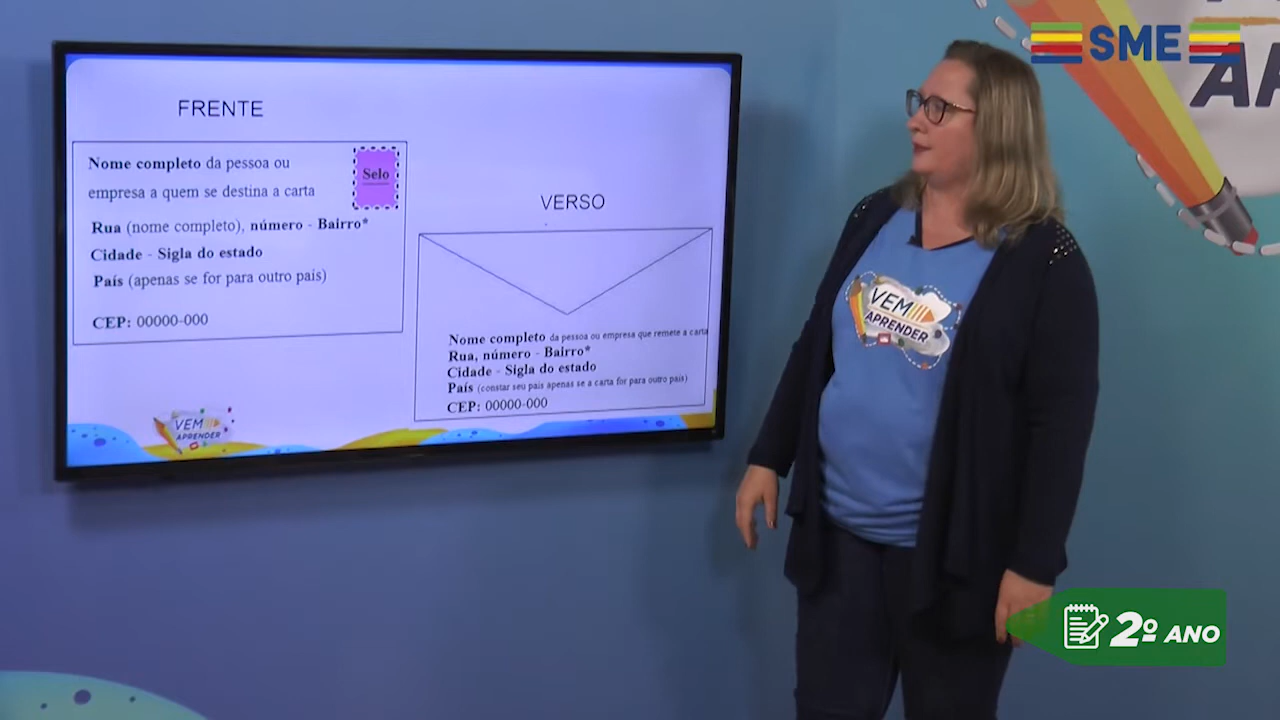 SME
AP
FRENTE
Nome completo da pessoa ou
empresa a quem se destina a carta
Selo
Rua (nome completo), número - Bairro*
Cidade - Sigla do estado
País (apenas se for para outro país)
CEP: 00000-000
VERSO
Nome completo da pessoa ou empresa que remete a carta
Rua, número - Bairro*
Cidade - Sigla do estado
País (constar seu país apenas se a carta for para outro país)
CEP: 00000-000
VEM
APRENDER
VEM
APRENDER
2º ANO